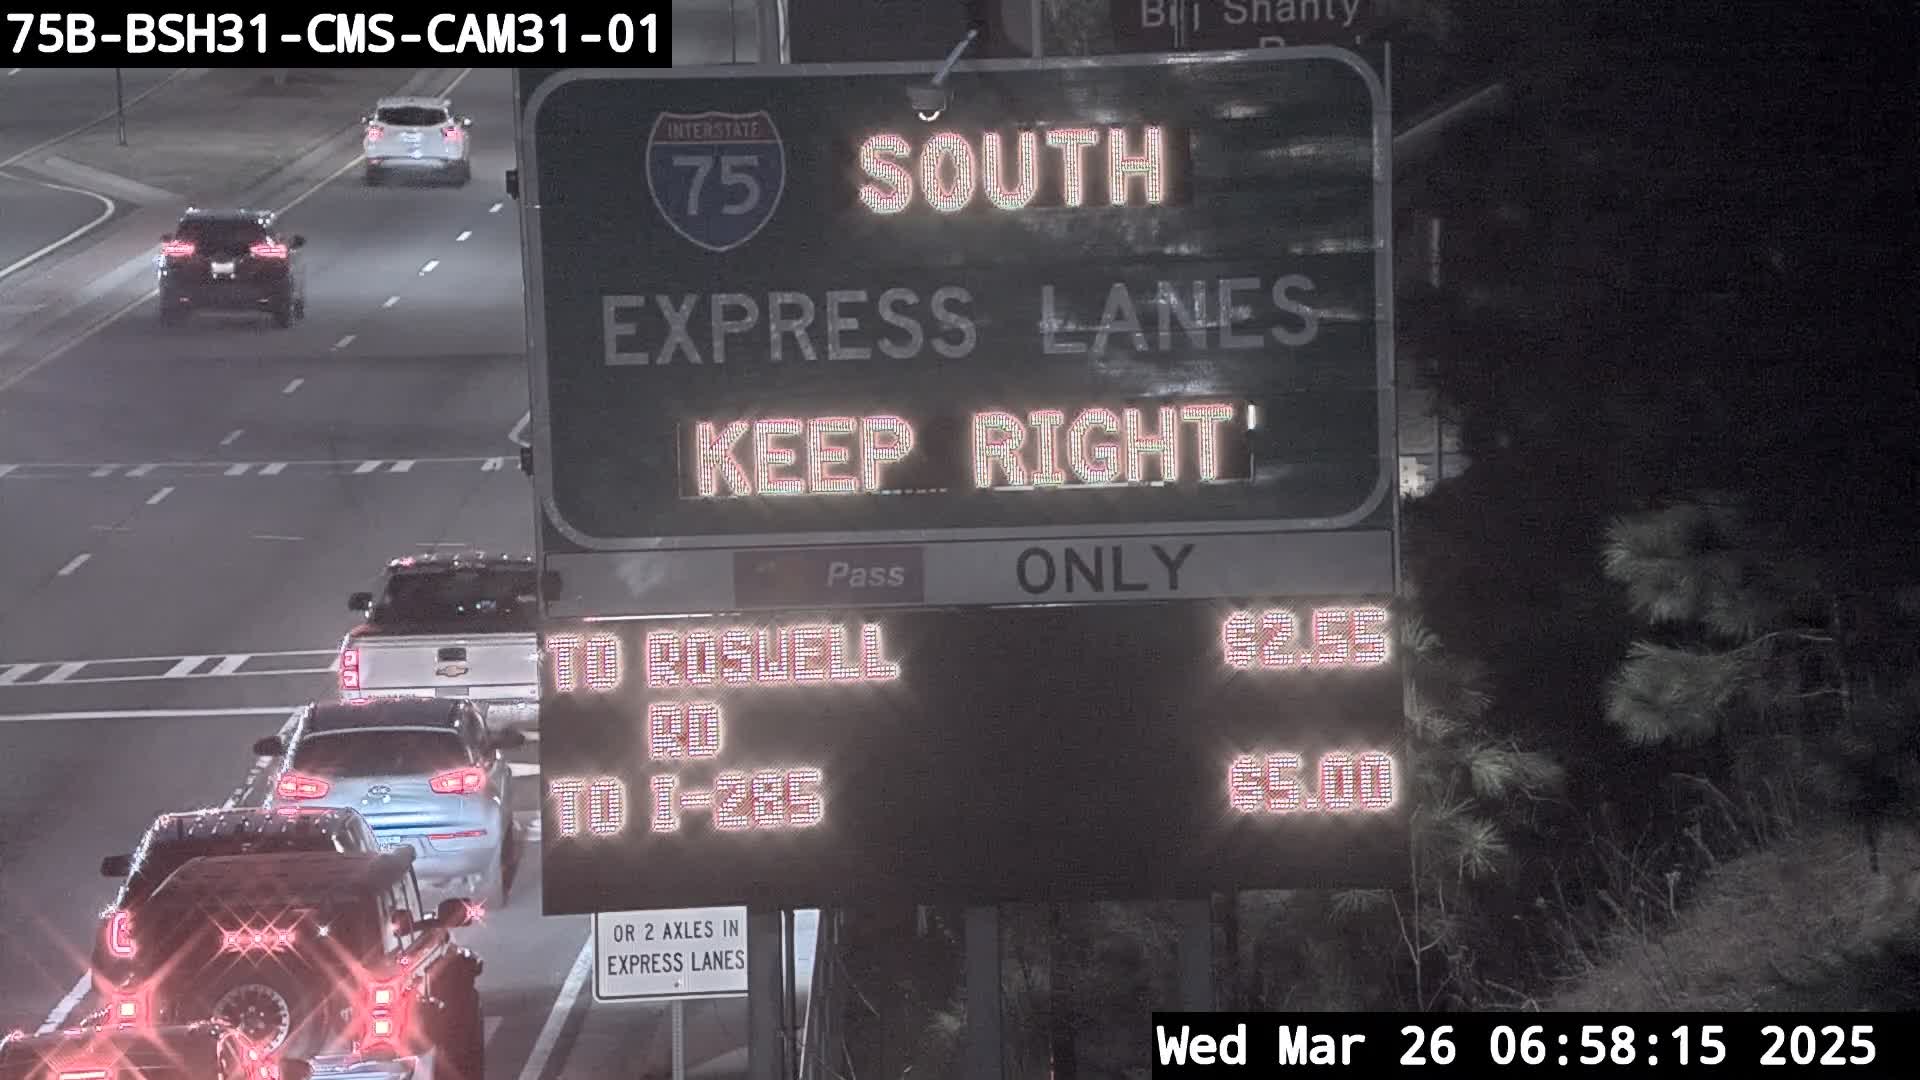 75B-BSH31-CMS-CAM31-01
Shanty
INTERSTATE
75
SOUTH
EXPRESS LANES
KEEP RIGHT
Pass ONLY
TO ROSWELL $2.55
RD
TO I-285 $5.00
OR 2 AXLES IN
EXPRESS LANES
Wed Mar 26 06:58:15 2025